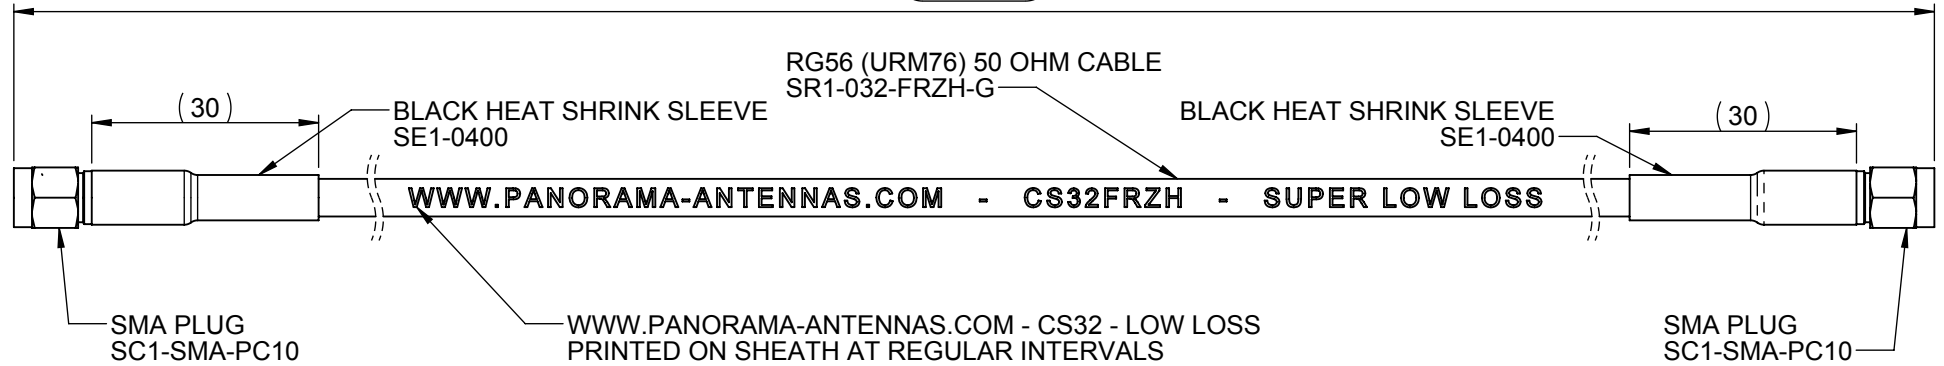 RG56 (URM76) 50 OHM CABLE
SR1-032-FRZH-G
(30)
BLACK HEAT SHRINK SLEEVE
SE1-0400
BLACK HEAT SHRINK SLEEVE
SE1-0400
(30)
WWW.PANORAMA-ANTENNAS.COM - CS32FRZH - SUPER LOW LOSS
SMA PLUG
SC1-SMA-PC10
WWW.PANORAMA-ANTENNAS.COM - CS32 - LOW LOSS
PRINTED ON SHEATH AT REGULAR INTERVALS
SMA PLUG
SC1-SMA-PC10